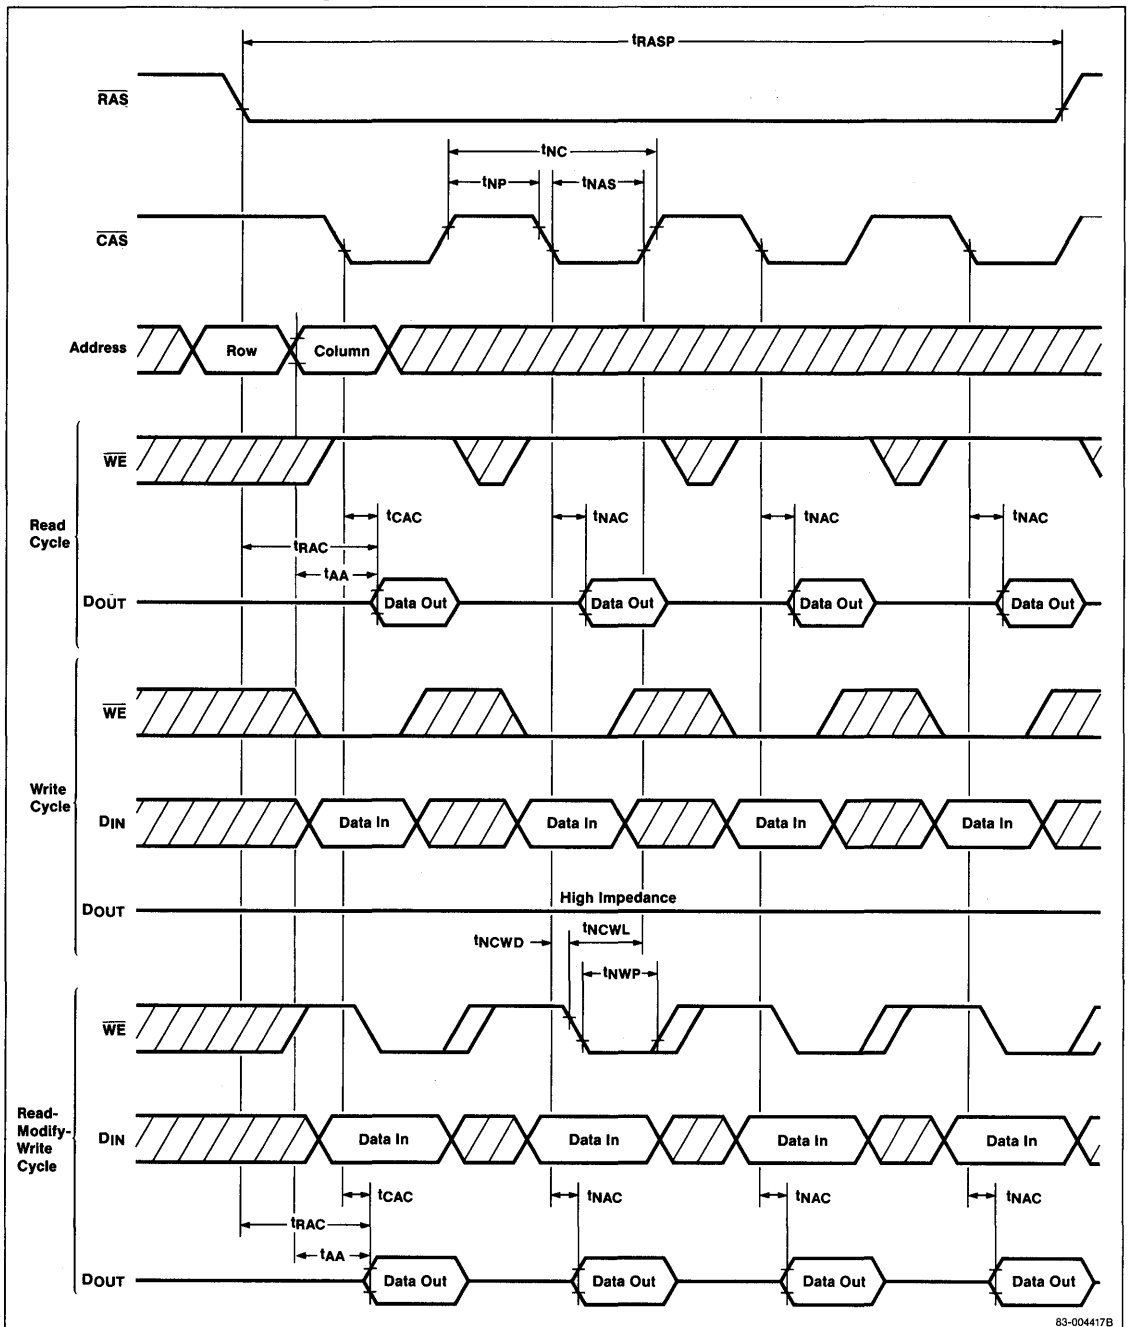 tRASP
RAS
tNC
tNP
tNAS
CAS
Address
Row
Column
Read
Cycle
WE
tCAC
tNAC
tNAC
tNAC
tRAC
tAA
DOUT
Data Out
Data Out
Data Out
Data Out
Write
Cycle
WE
DIN
Data In
Data In
Data In
Data In
DOUT
High Impedance
tNCWD
tNCWL
tNWP
Read-
Modify-
Write
Cycle
WE
DIN
Data In
Data In
Data In
Data In
tCAC
tNAC
tNAC
tNAC
tRAC
tAA
DOUT
Data Out
Data Out
Data Out
Data Out
83-004417B